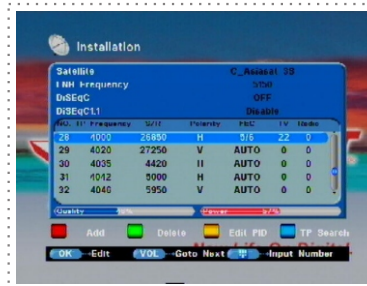 Installation
Satellite C_Asiasat 3S
LNB Frequency 5150
DiSEqC OFF
DiSEqC1.1 Disable
NO. TP Frequency S/R Polarity FEC TV Radio
28 4000 26850 H 5/6 22 0
29 4020 27250 V AUTO 0 0
30 4035 4420 H AUTO 0 0
31 4042 5000 H AUTO 0 0
32 4046 5950 V AUTO 0 0
Quality Power
Add Delete Edit PID TP Search
OK -Edit VOL -Goto Next -Input Number